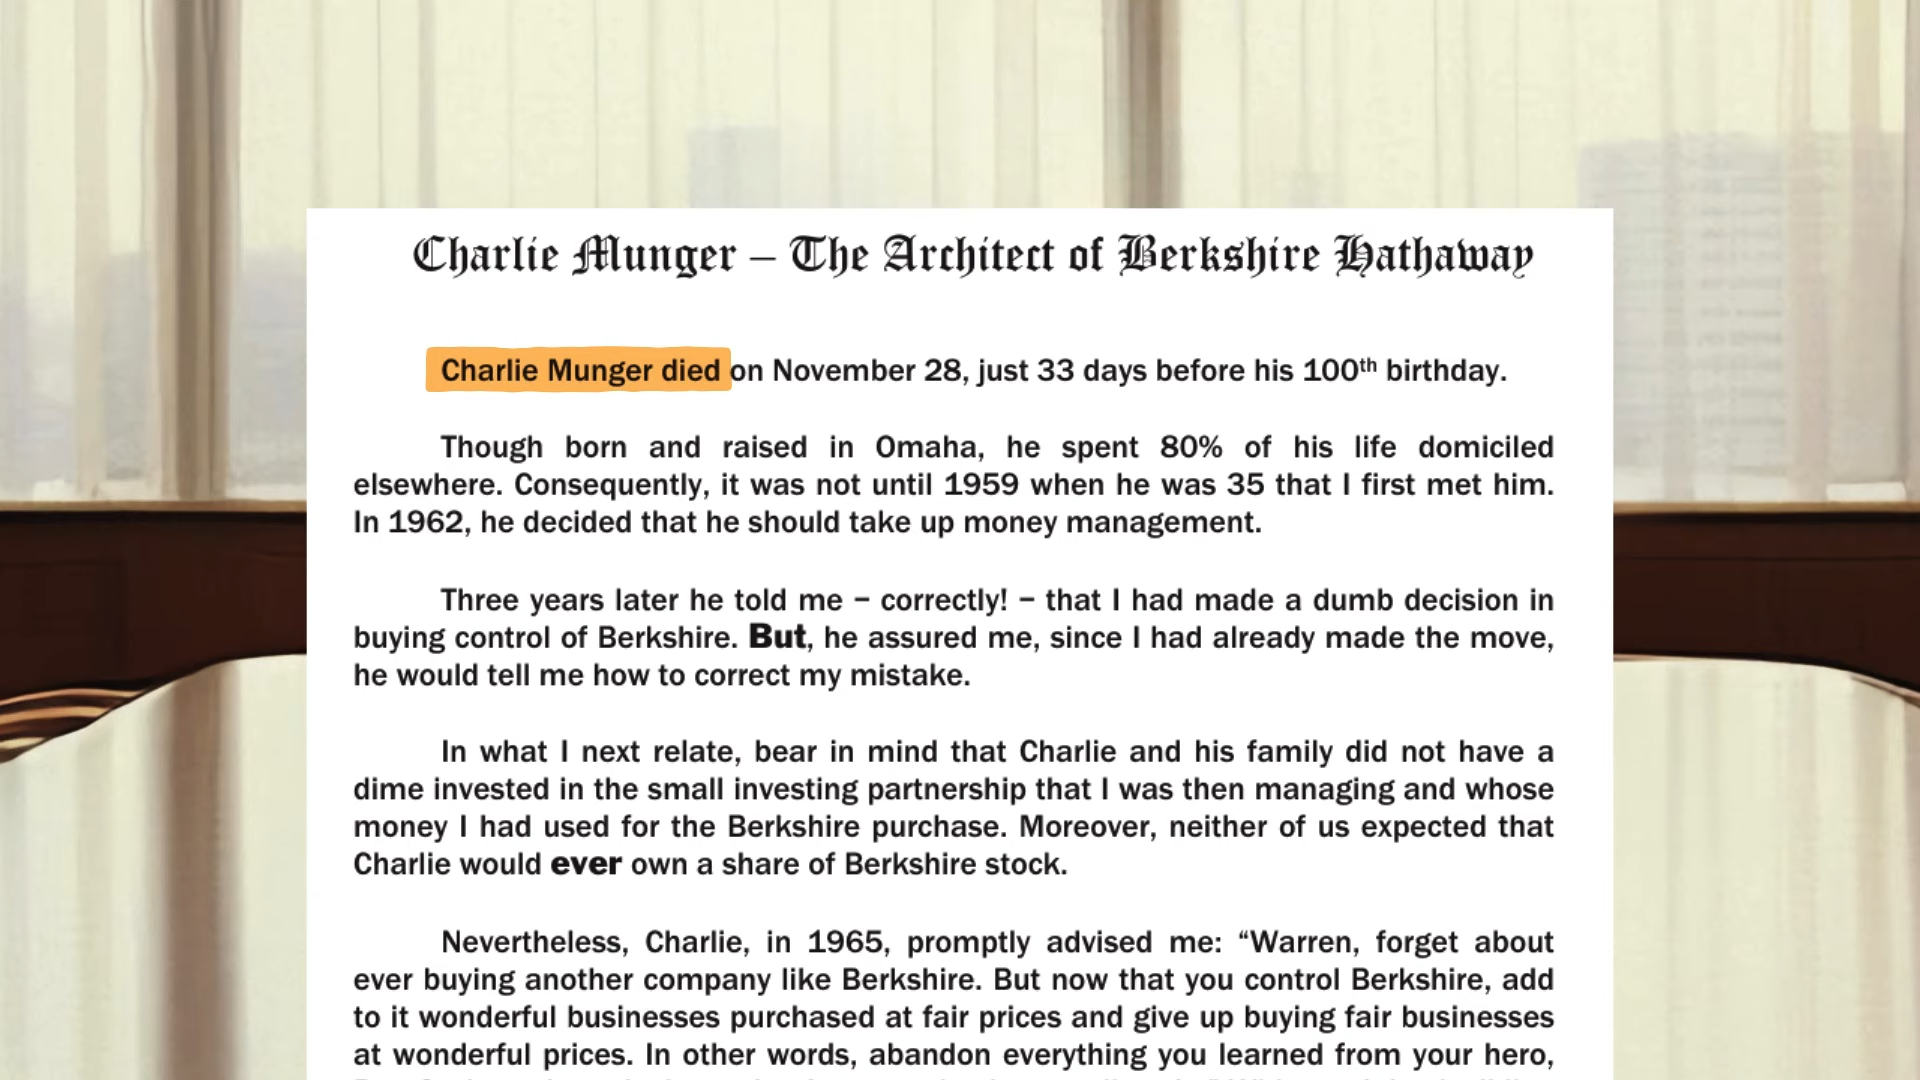 Charlie Munger – The Architect of Berkshire Hathaway
Charlie Munger died on November 28, just 33 days before his 100th birthday.
Though born and raised in Omaha, he spent 80% of his life domiciled
elsewhere. Consequently, it was not until 1959 when he was 35 that I first met him.
In 1962, he decided that he should take up money management.
Three years later he told me – correctly! – that I had made a dumb decision in
buying control of Berkshire. But, he assured me, since I had already made the move,
he would tell me how to correct my mistake.
In what I next relate, bear in mind that Charlie and his family did not have a
dime invested in the small investing partnership that I was then managing and whose
money I had used for the Berkshire purchase. Moreover, neither of us expected that
Charlie would ever own a share of Berkshire stock.
Nevertheless, Charlie, in 1965, promptly advised me: “Warren, forget about
ever buying another company like Berkshire. But now that you control Berkshire, add
to it wonderful businesses purchased at fair prices and give up buying fair businesses
at wonderful prices. In other words, abandon everything you learned from your hero,